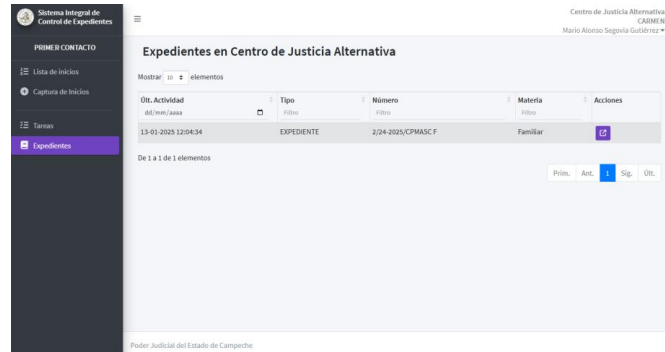 Sistema Integral de
Control de Expedientes
PRIMER CONTACTO
Lista de inicios
Captura de Inicios
Tareas
Expedientes
Centro de Justicia Alternativa
CARMEN
Mario Alonso Segovia Gutiérrez
Expedientes en Centro de Justicia Alternativa
Mostrar 10 elementos
Últ. Actividad Tipo Número Materia Acciones
dd/mm/aaaa Filtro Filtro Filtro
13-01-2025 12:04:34 EXPEDIENTE 2/24-2025/CPMASC F Familiar
De 1 a 1 de 1 elementos
Prim. Ant. 1 Sig. Últ.
Poder Judicial del Estado de Campeche